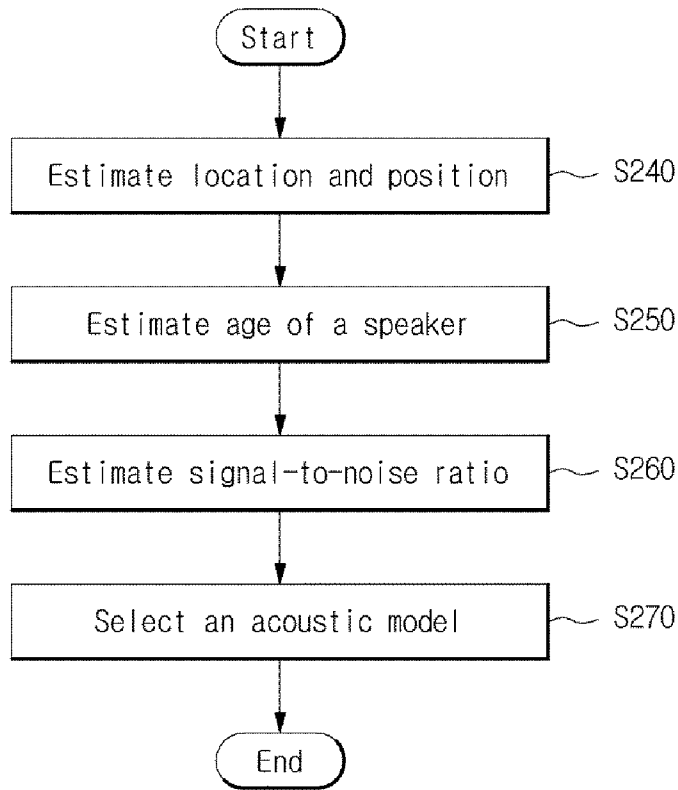 Start
Estimate location and position
S240
Estimate age of a speaker
S250
Estimate signal-to-noise ratio
S260
Select an acoustic model
S270
End